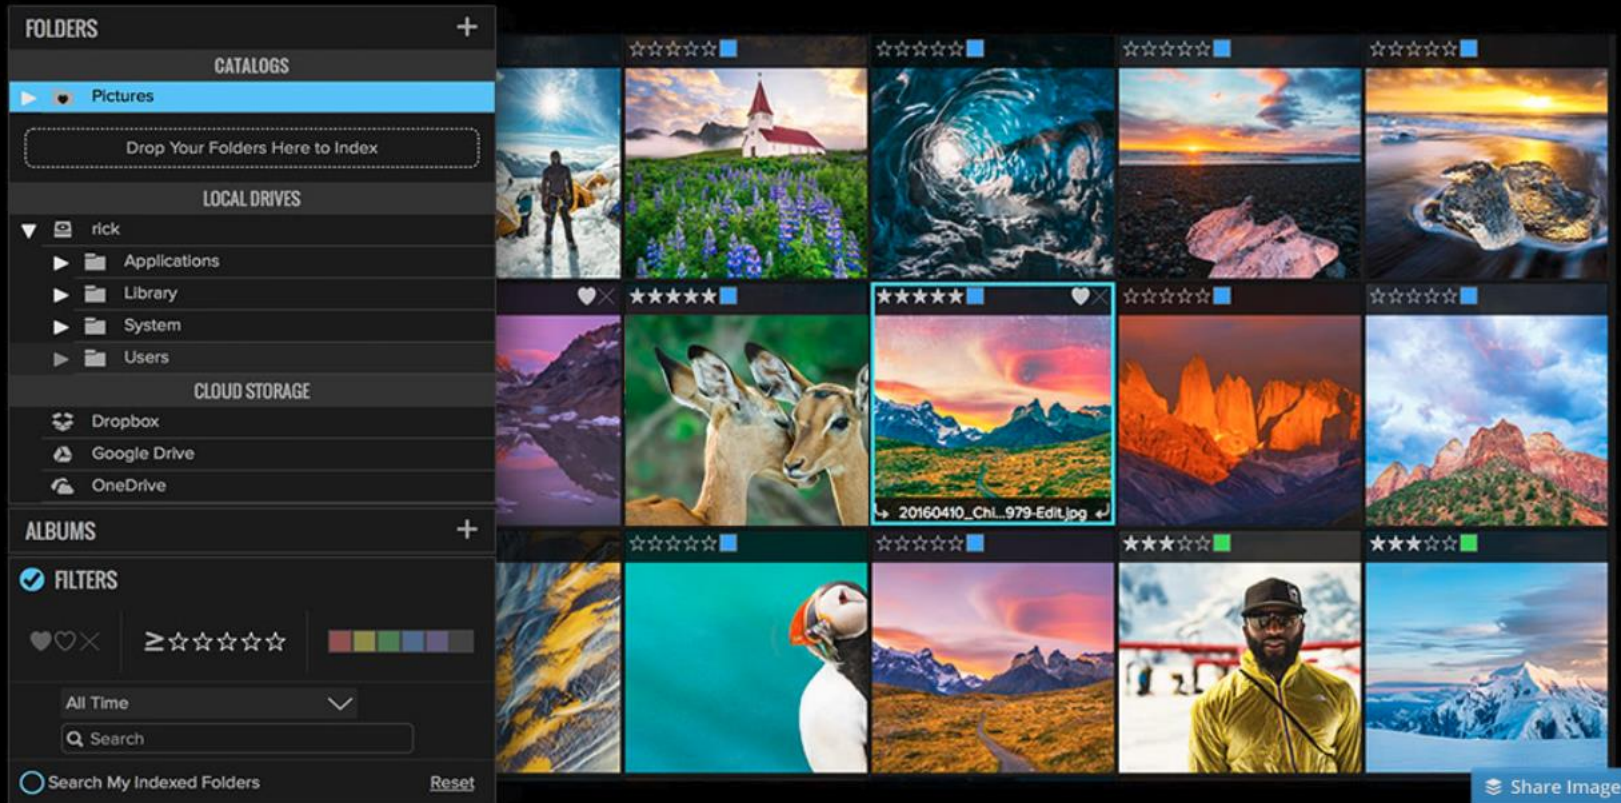 FOLDERS
CATALOGS
Pictures
Drop Your Folders Here to Index
LOCAL DRIVES
rick
Applications
Library
System
Users
CLOUD STORAGE
Dropbox
Google Drive
OneDrive
ALBUMS
FILTERS
All Time
Search
Search My Indexed Folders
Reset
20160410_Chi...979-Edit.jpg
Share Image